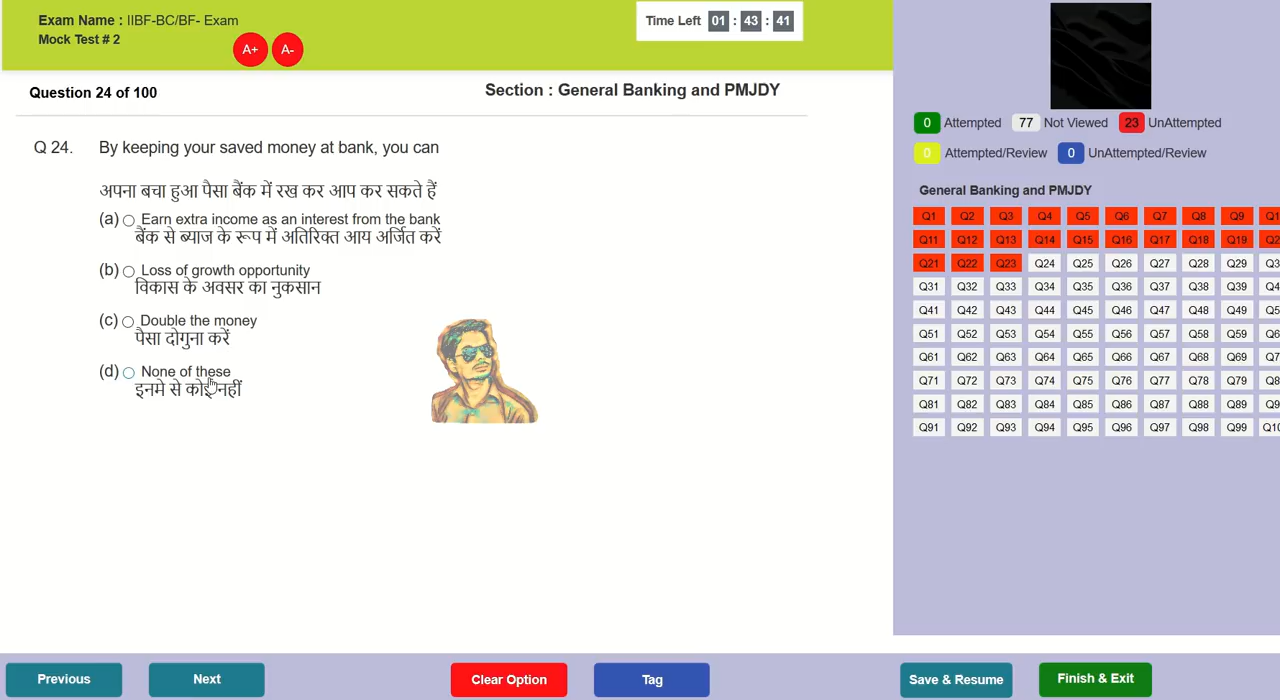 Exam Name : IIBF-BC/BF- Exam
Mock Test # 2
A+ A-
Time Left 01 : 43 : 41
Question 24 of 100
Section : General Banking and PMJDY
Q 24. By keeping your saved money at bank, you can
अपना बचा हुआ पैसा बैंक में रख कर आप कर सकते हैं
(a) Earn extra income as an interest from the bank
बैंक से ब्याज के रूप में अतिरिक्त आय अर्जित करें
(b) Loss of growth opportunity
विकास के अवसर का नुकसान
(c) Double the money
पैसा दोगुना करें
(d) None of these
इनमे से कोई नहीं
0 Attempted 77 Not Viewed 23 UnAttempted
0 Attempted/Review 0 UnAttempted/Review
General Banking and PMJDY
Q1 Q2 Q3 Q4 Q5 Q6 Q7 Q8 Q9
Q11 Q12 Q13 Q14 Q15 Q16 Q17 Q18 Q19
Q21 Q22 Q23 Q24 Q25 Q26 Q27 Q28 Q29
Q31 Q32 Q33 Q34 Q35 Q36 Q37 Q38 Q39
Q41 Q42 Q43 Q44 Q45 Q46 Q47 Q48 Q49
Q51 Q52 Q53 Q54 Q55 Q56 Q57 Q58 Q59
Q61 Q62 Q63 Q64 Q65 Q66 Q67 Q68 Q69
Q71 Q72 Q73 Q74 Q75 Q76 Q77 Q78 Q79
Q81 Q82 Q83 Q84 Q85 Q86 Q87 Q88 Q89
Q91 Q92 Q93 Q94 Q95 Q96 Q97 Q98 Q99
Previous Next Clear Option Tag Save & Resume Finish & Exit